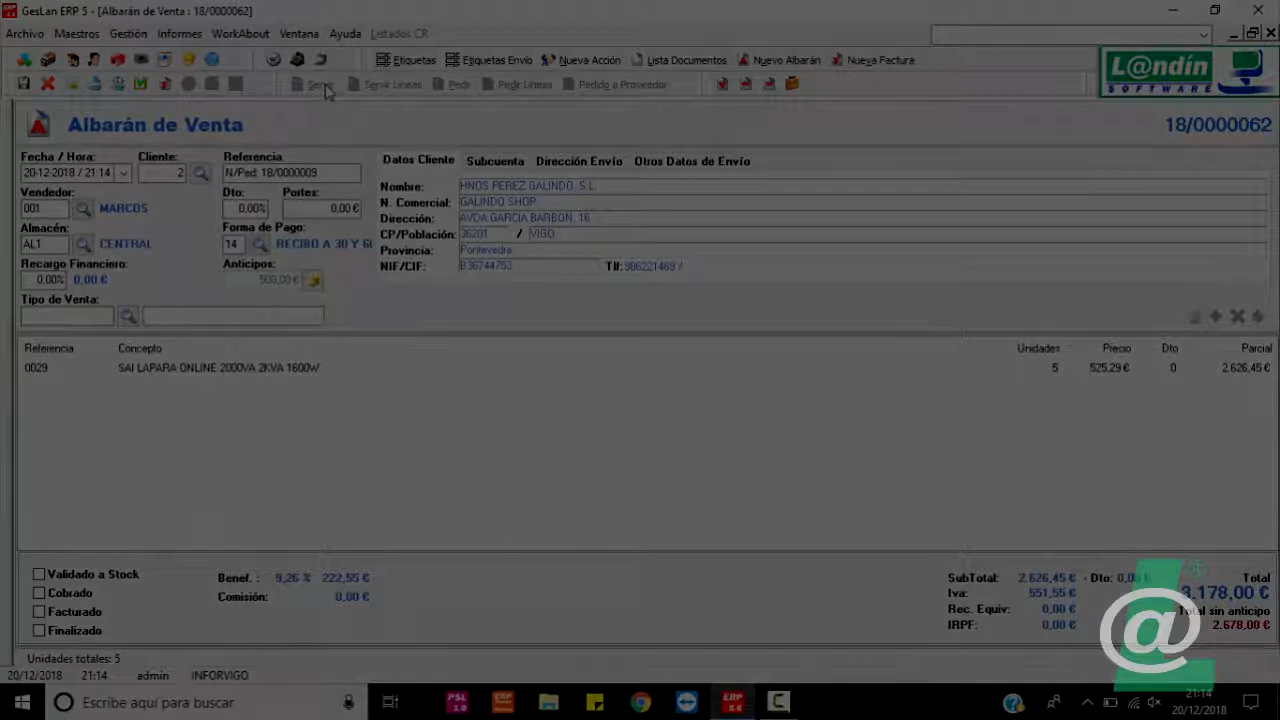 GesLan ERP 5 - [Albarán de Venta : 18/0000062]
Archivo Maestros Gestión Informes WorkAbout Ventana Ayuda Listados CR
Etiquetas Etiquetas Envío Nueva Acción Lista Documentos Nuevo Albarán Nueva Factura
L@ndín
SOFTWARE
Servir Líneas Pedir Pedir Líneas Pedido a Proveedor
Albarán de Venta 18/0000062
Fecha / Hora: Cliente: Referencia
20-12-2018 / 21:14 2 N/Ped: 18/0000009
Vendedor: Dto: Portes:
001 MARCOS 0,00% 0,00 €
Almacén: Forma de Pago:
AL1 CENTRAL 14 RECIBO A 30 Y 60
Recargo Financiero: Anticipos:
0,00% 0,00 € 500,00 €
Tipo de Venta:
Datos Cliente Subcuenta Dirección Envío Otros Datos de Envío
Nombre: HNOS PEREZ GALINDO, S.L.
N. Comercial: GALINDO SHOP
Dirección: AVDA GARCIA BARBON, 16
CP/Población: 36201 / VIGO
Provincia: Pontevedra
NIF/CIF: B36744753 Tlf: 986221469 /
Referencia Concepto Unidades Precio Dto Parcial
0029 SAI LAPARA ONLINE 2000VA 2KVA 1600W 5 525,29 € 0 2.626,45 €
Validado a Stock
Cobrado
Facturado
Finalizado
Benef. : 9,26 % 222,55 €
Comisión: 0,00 €
SubTotal: 2.626,45 € - Dto: 0,00 € Total
Iva: 551,55 € 3.178,00 €
Rec. Equiv: 0,00 € Total sin anticipo
IRPF: 0,00 € 2.678,00 €
Unidades totales: 5
20/12/2018 21:14 admin INFORVIGO
Escribe aquí para buscar
PSL
1.0
ERP
ERP
5.6
21:14
20/12/2018